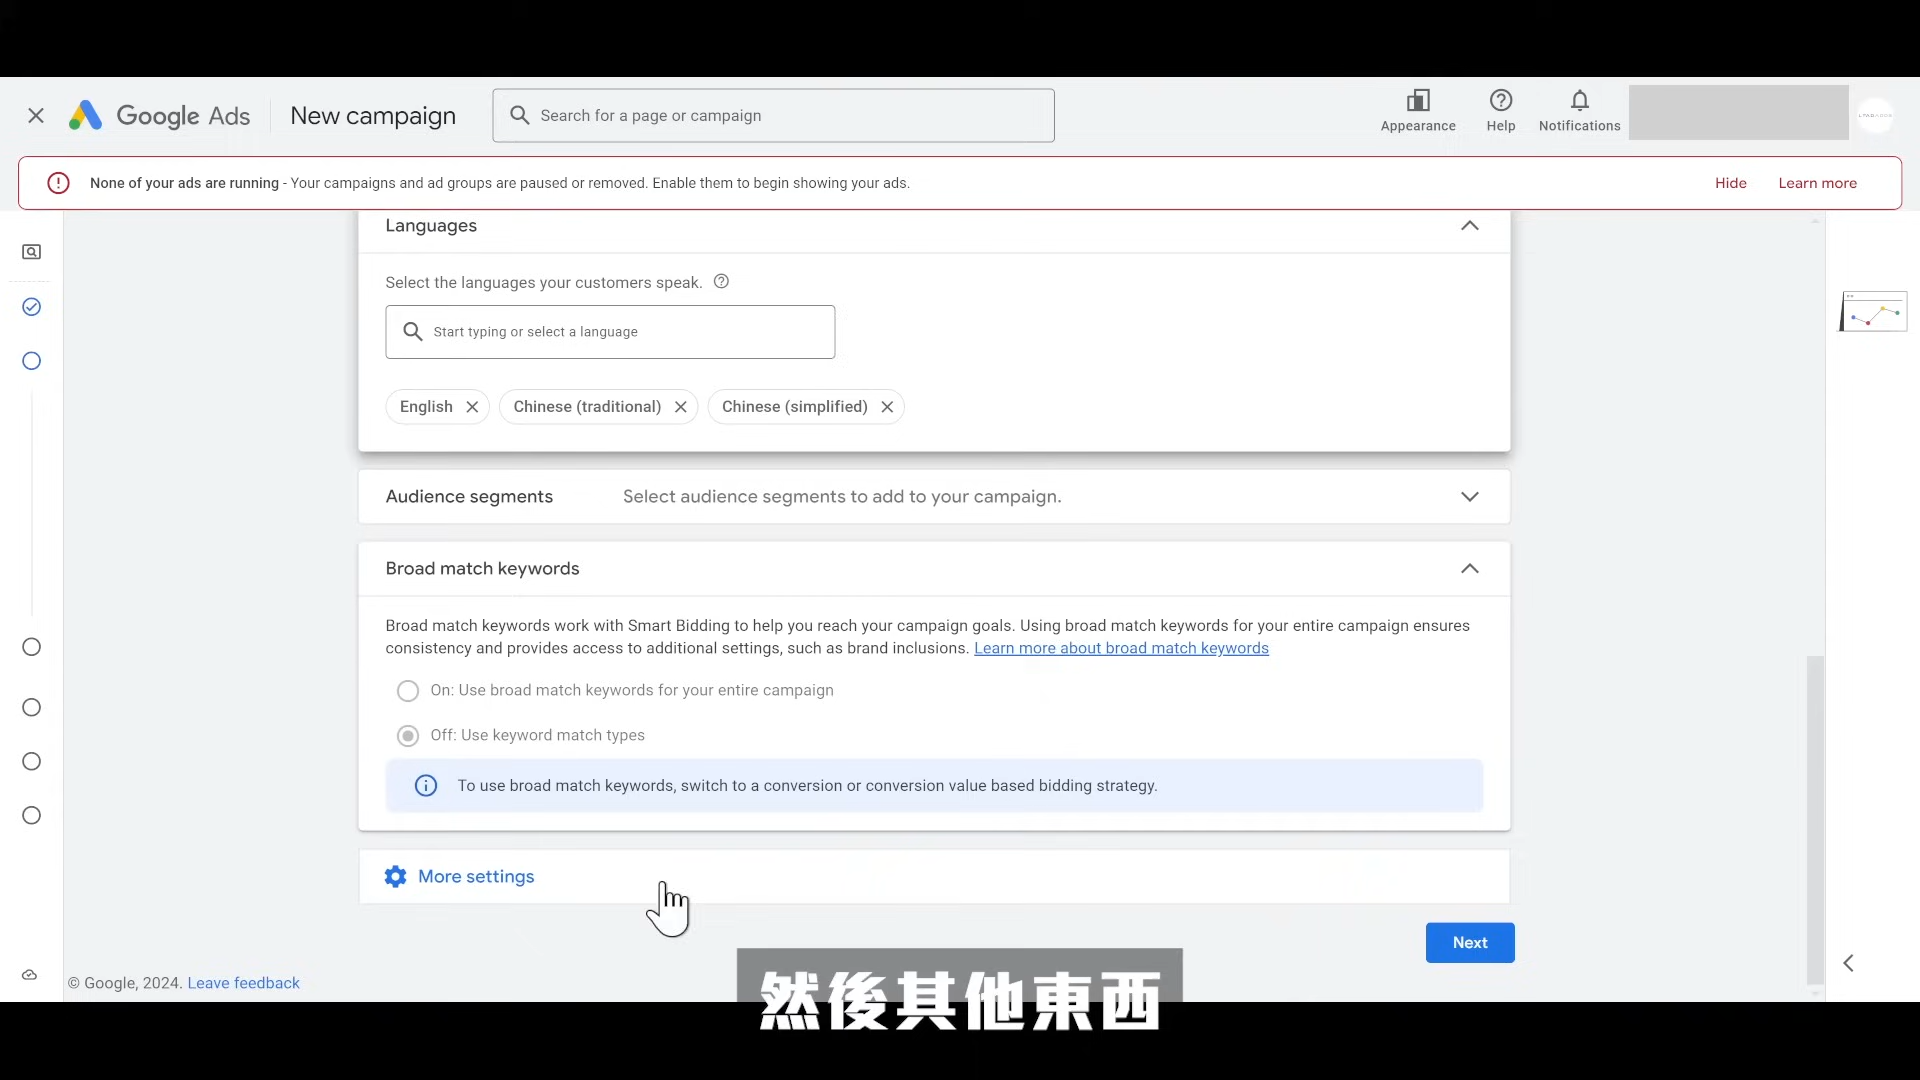 Google Ads
New campaign
Search for a page or campaign
Appearance
Help
Notifications
None of your ads are running - Your campaigns and ad groups are paused or removed. Enable them to begin showing your ads.
Hide
Learn more
Languages
Select the languages your customers speak.
Start typing or select a language
English
Chinese (traditional)
Chinese (simplified)
Audience segments
Select audience segments to add to your campaign.
Broad match keywords
Broad match keywords work with Smart Bidding to help you reach your campaign goals. Using broad match keywords for your entire campaign ensures
consistency and provides access to additional settings, such as brand inclusions. Learn more about broad match keywords
On: Use broad match keywords for your entire campaign
Off: Use keyword match types
To use broad match keywords, switch to a conversion or conversion value based bidding strategy.
More settings
Next
© Google, 2024. Leave feedback
然後其他東西